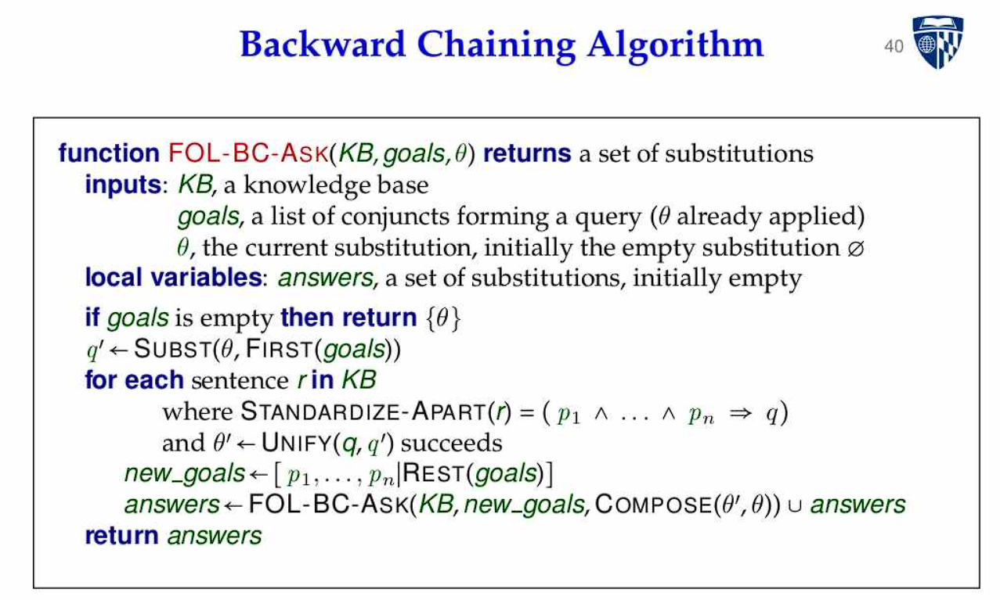 Backward Chaining Algorithm
40
function FOL-BC-ASK(KB, goals, θ) returns a set of substitutions
inputs: KB, a knowledge base
goals, a list of conjuncts forming a query (θ already applied)
θ, the current substitution, initially the empty substitution ∅
local variables: answers, a set of substitutions, initially empty
if goals is empty then return {θ}
q′ ← SUBST(θ, FIRST(goals))
for each sentence r in KB
where STANDARDIZE-APART(r) = ( p₁ ∧ ... ∧ pₙ ⇒ q)
and θ′ ← UNIFY(q, q′) succeeds
new_goals ← [ p₁, ..., pₙ|REST(goals)]
answers ← FOL-BC-ASK(KB, new_goals, COMPOSE(θ′, θ)) ∪ answers
return answers